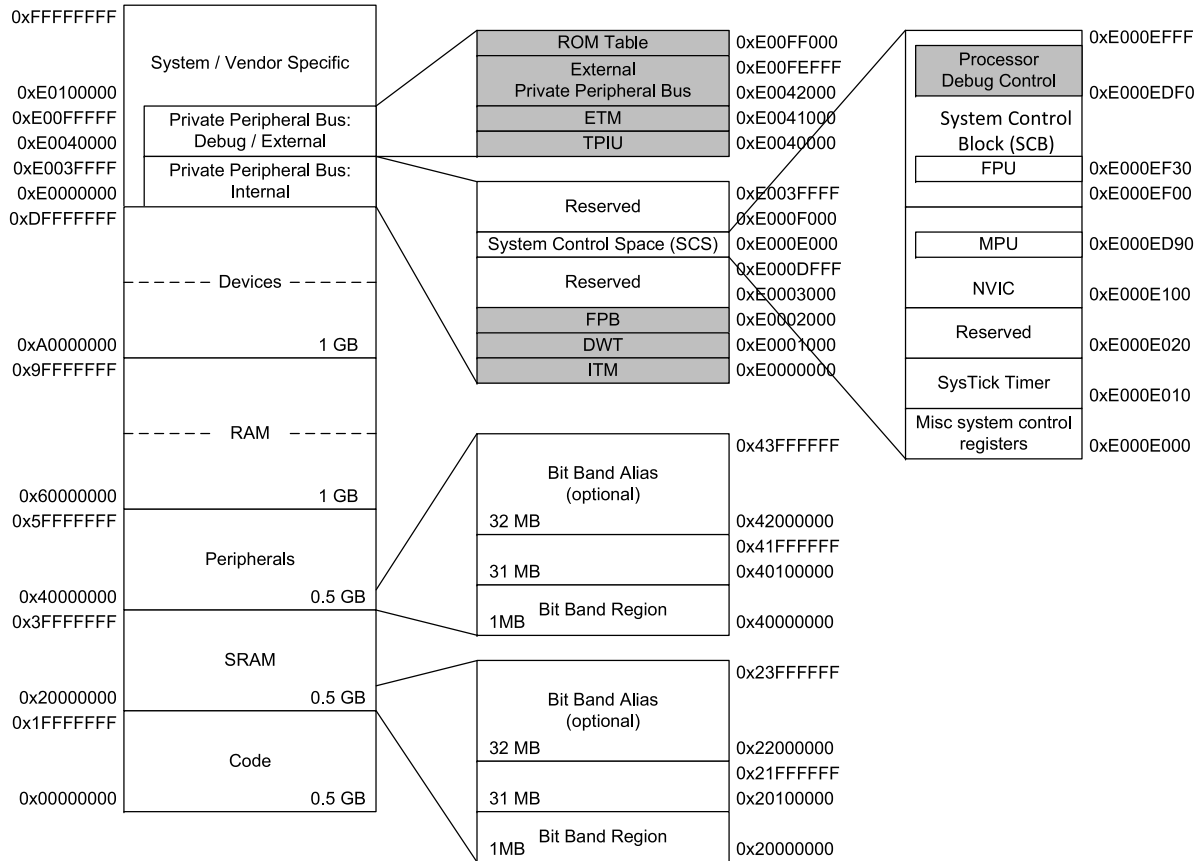 0xFFFFFFFF
System / Vendor Specific
0xE0100000
0xE00FFFFF
Private Peripheral Bus:
Debug / External
0xE0040000
0xE003FFFF
Private Peripheral Bus:
Internal
0xE0000000
0xDFFFFFFF
Devices
0xA0000000
1 GB
0x9FFFFFFF
RAM
0x60000000
1 GB
0x5FFFFFFF
Peripherals
0x40000000
0.5 GB
0x3FFFFFFF
SRAM
0x20000000
0.5 GB
0x1FFFFFFF
Code
0x00000000
0.5 GB
ROM Table
0xE00FF000
External
Private Peripheral Bus
0xE00FEFFF
0xE0042000
ETM
0xE0041000
TPIU
0xE0040000
0xE003FFFF
Reserved
0xE000F000
System Control Space (SCS)
0xE000E000
0xE000DFFF
Reserved
0xE0003000
FPB
0xE0002000
DWT
0xE0001000
ITM
0xE0000000
0x43FFFFFF
Bit Band Alias
(optional)
32 MB
0x42000000
0x41FFFFFF
31 MB
0x40100000
Bit Band Region
1MB
0x40000000
0x23FFFFFF
Bit Band Alias
(optional)
32 MB
0x22000000
0x21FFFFFF
31 MB
0x20100000
Bit Band Region
1MB
0x20000000
0xE000EFFF
Processor
Debug Control
0xE000EDF0
System Control
Block (SCB)
FPU
0xE000EF30
0xE000EF00
MPU
0xE000ED90
NVIC
0xE000E100
Reserved
0xE000E020
SysTick Timer
0xE000E010
Misc system control
registers
0xE000E000